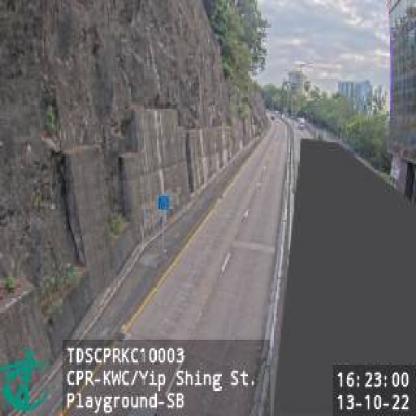 TDSCPRKC10003
CPR-KWC/Yip Shing St.
Playground-SB
16:23:00
13-10-22